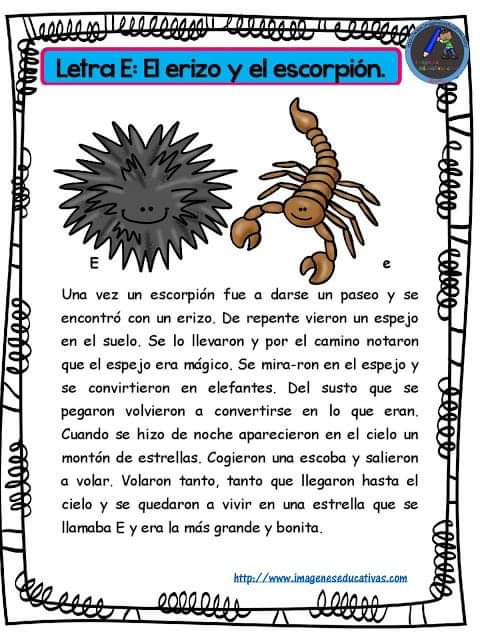 Letra E: El erizo y el escorpión.
E
e
Una vez un escorpión fue a darse un paseo y se
encontró con un erizo. De repente vieron un espejo
en el suelo. Se lo llevaron y por el camino notaron
que el espejo era mágico. Se mira-ron en el espejo y
se convirtieron en elefantes. Del susto que se
pegaron volvieron a convertirse en lo que eran.
Cuando se hizo de noche aparecieron en el cielo un
montón de estrellas. Cogieron una escoba y salieron
a volar. Volaron tanto, tanto que llegaron hasta el
cielo y se quedaron a vivir en una estrella que se
llamaba E y era la más grande y bonita.
http://www.imageneseducativas.com